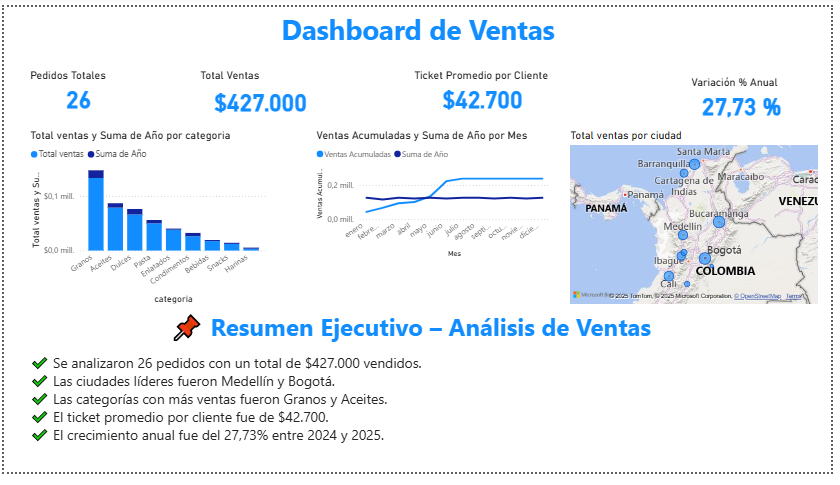 Dashboard de Ventas
Pedidos Totales
26
Total Ventas
$427.000
Ticket Promedio por Cliente
$42.700
Variación % Anual
27,73 %
Total ventas y Suma de Año por categoria
Total ventas
Suma de Año
Total ventas y Su...
$0,1 mill.
$0,0 mill.
Granos
Aceites
Dulces
Pasta
Enlatados
Condimentos
Bebidas
Snacks
Harinas
categoria
Ventas Acumuladas y Suma de Año por Mes
Ventas Acumuladas
Suma de Año
Ventas Acumul...
0,2 mill.
0,0 mill.
enero
febre...
marzo
abril
mayo
junio
julio
agosto
septi...
octu...
novie...
dicie...
Mes
Total ventas por ciudad
Santa Marta
Barranquilla
Cartagena de
Indias
Maracaibo
Carac
Panamá
PANAMÁ
VENEZU
Bucaramanga
Medellín
Bogotá
Ibagué
COLOMBIA
Cali
© 2025 TomTom, © 2025 Microsoft Corporation, © OpenStreetMap Terms
Resumen Ejecutivo – Análisis de Ventas
Se analizaron 26 pedidos con un total de $427.000 vendidos.
Las ciudades líderes fueron Medellín y Bogotá.
Las categorías con más ventas fueron Granos y Aceites.
El ticket promedio por cliente fue de $42.700.
El crecimiento anual fue del 27,73% entre 2024 y 2025.